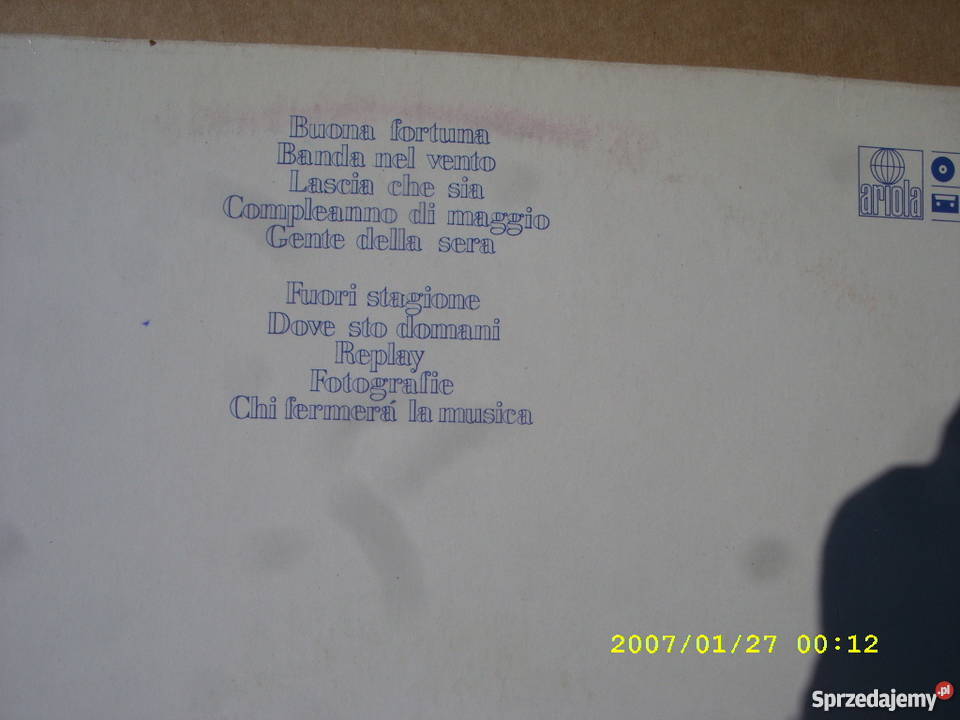 Buona fortuna
Banda nel vento
Lascia che sia
Compleanno di maggio
Gente della sera
Fuori stagione
Dove sto domani
Replay
Fotografie
Chi fermerá la musica
ariola
2007/01/27 00:12
Sprzedajemy.pl